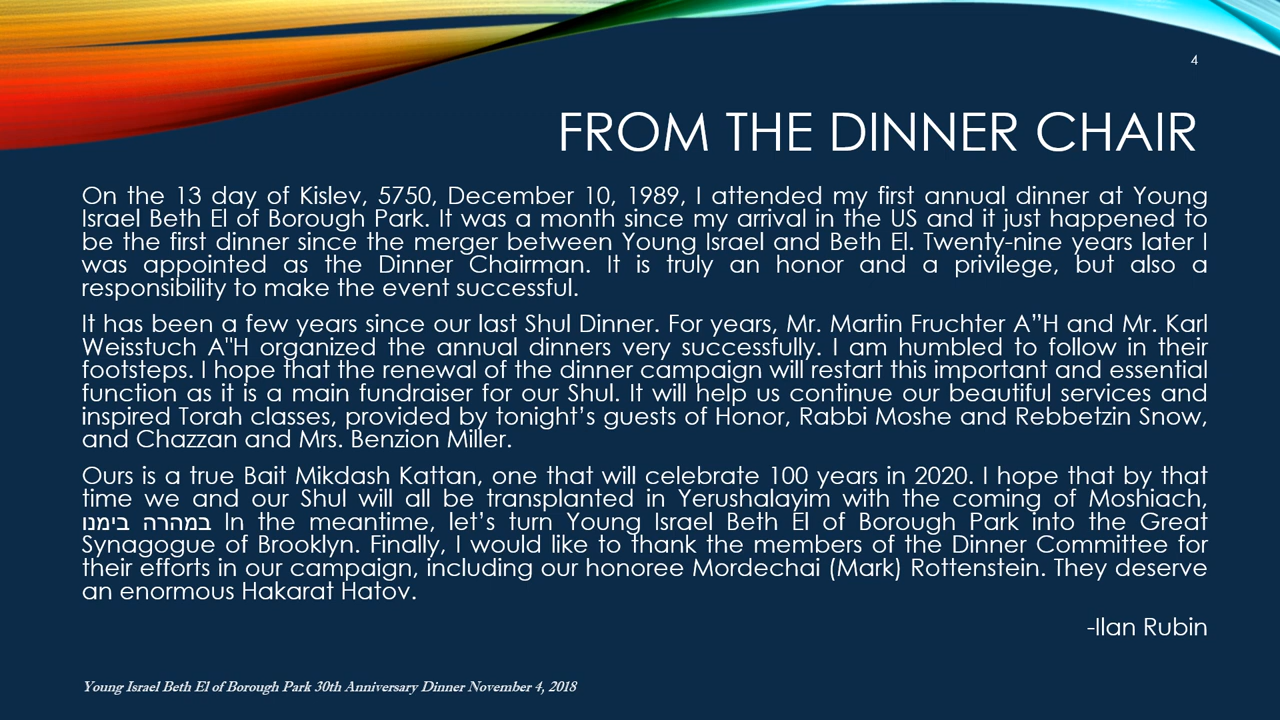 4
FROM THE DINNER CHAIR
On the 13 day of Kislev, 5750, December 10, 1989, I attended my first annual dinner at Young
Israel Beth El of Borough Park. It was a month since my arrival in the US and it just happened to
be the first dinner since the merger between Young Israel and Beth El. Twenty-nine years later I
was appointed as the Dinner Chairman. It is truly an honor and a privilege, but also a
responsibility to make the event successful.
It has been a few years since our last Shul Dinner. For years, Mr. Martin Fruchter A”H and Mr. Karl
Weisstuch A"H organized the annual dinners very successfully. I am humbled to follow in their
footsteps. I hope that the renewal of the dinner campaign will restart this important and essential
function as it is a main fundraiser for our Shul. It will help us continue our beautiful services and
inspired Torah classes, provided by tonight’s guests of Honor, Rabbi Moshe and Rebbetzin Snow,
and Chazzan and Mrs. Benzion Miller.
Ours is a true Bait Mikdash Kattan, one that will celebrate 100 years in 2020. I hope that by that
time we and our Shul will all be transplanted in Yerushalayim with the coming of Moshiach,
במהרה בימנו In the meantime, let’s turn Young Israel Beth El of Borough Park into the Great
Synagogue of Brooklyn. Finally, I would like to thank the members of the Dinner Committee for
their efforts in our campaign, including our honoree Mordechai (Mark) Rottenstein. They deserve
an enormous Hakarat Hatov.
-Ilan Rubin
Young Israel Beth El of Borough Park 30th Anniversary Dinner November 4, 2018